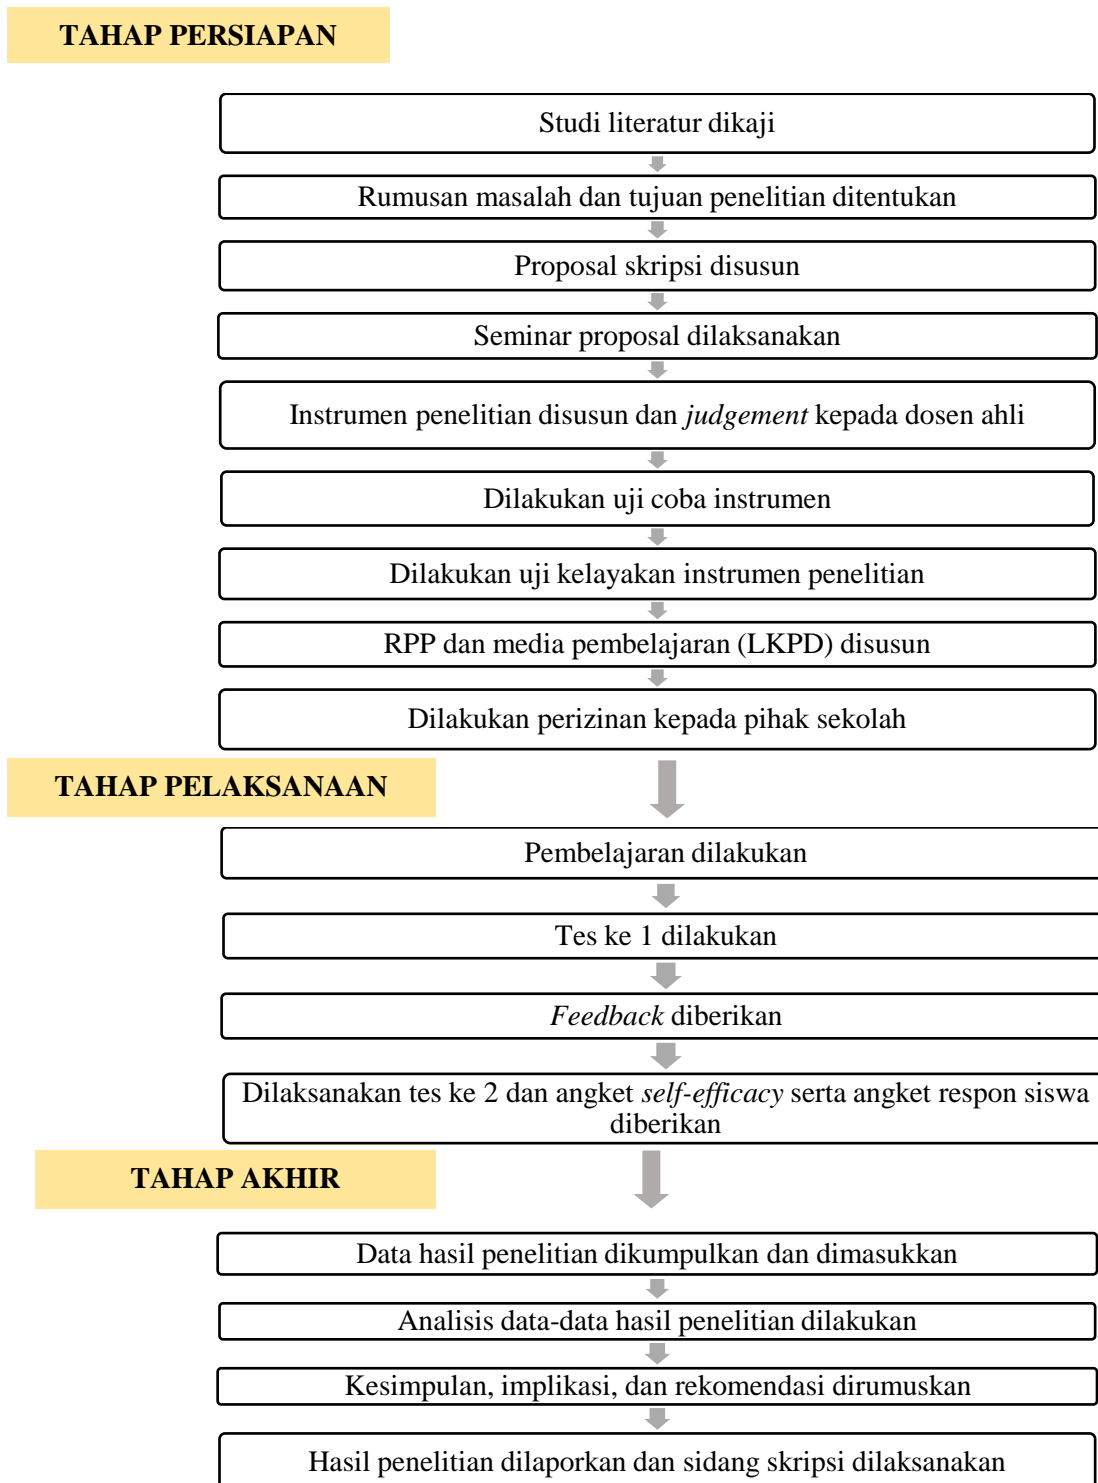 TAHAP PERSIAPAN
Studi literatur dikaji
Rumusan masalah dan tujuan penelitian ditentukan
Proposal skripsi disusun
Seminar proposal dilaksanakan
Instrumen penelitian disusun dan judgement kepada dosen ahli
Dilakukan uji coba instrumen
Dilakukan uji kelayakan instrumen penelitian
RPP dan media pembelajaran (LKPD) disusun
Dilakukan perizinan kepada pihak sekolah
TAHAP PELAKSANAAN
Pembelajaran dilakukan
Tes ke 1 dilakukan
Feedback diberikan
Dilaksanakan tes ke 2 dan angket self-efficacy serta angket respon siswa
diberikan
TAHAP AKHIR
Data hasil penelitian dikumpulkan dan dimasukkan
Analisis data-data hasil penelitian dilakukan
Kesimpulan, implikasi, dan rekomendasi dirumuskan
Hasil penelitian dilaporkan dan sidang skripsi dilaksanakan